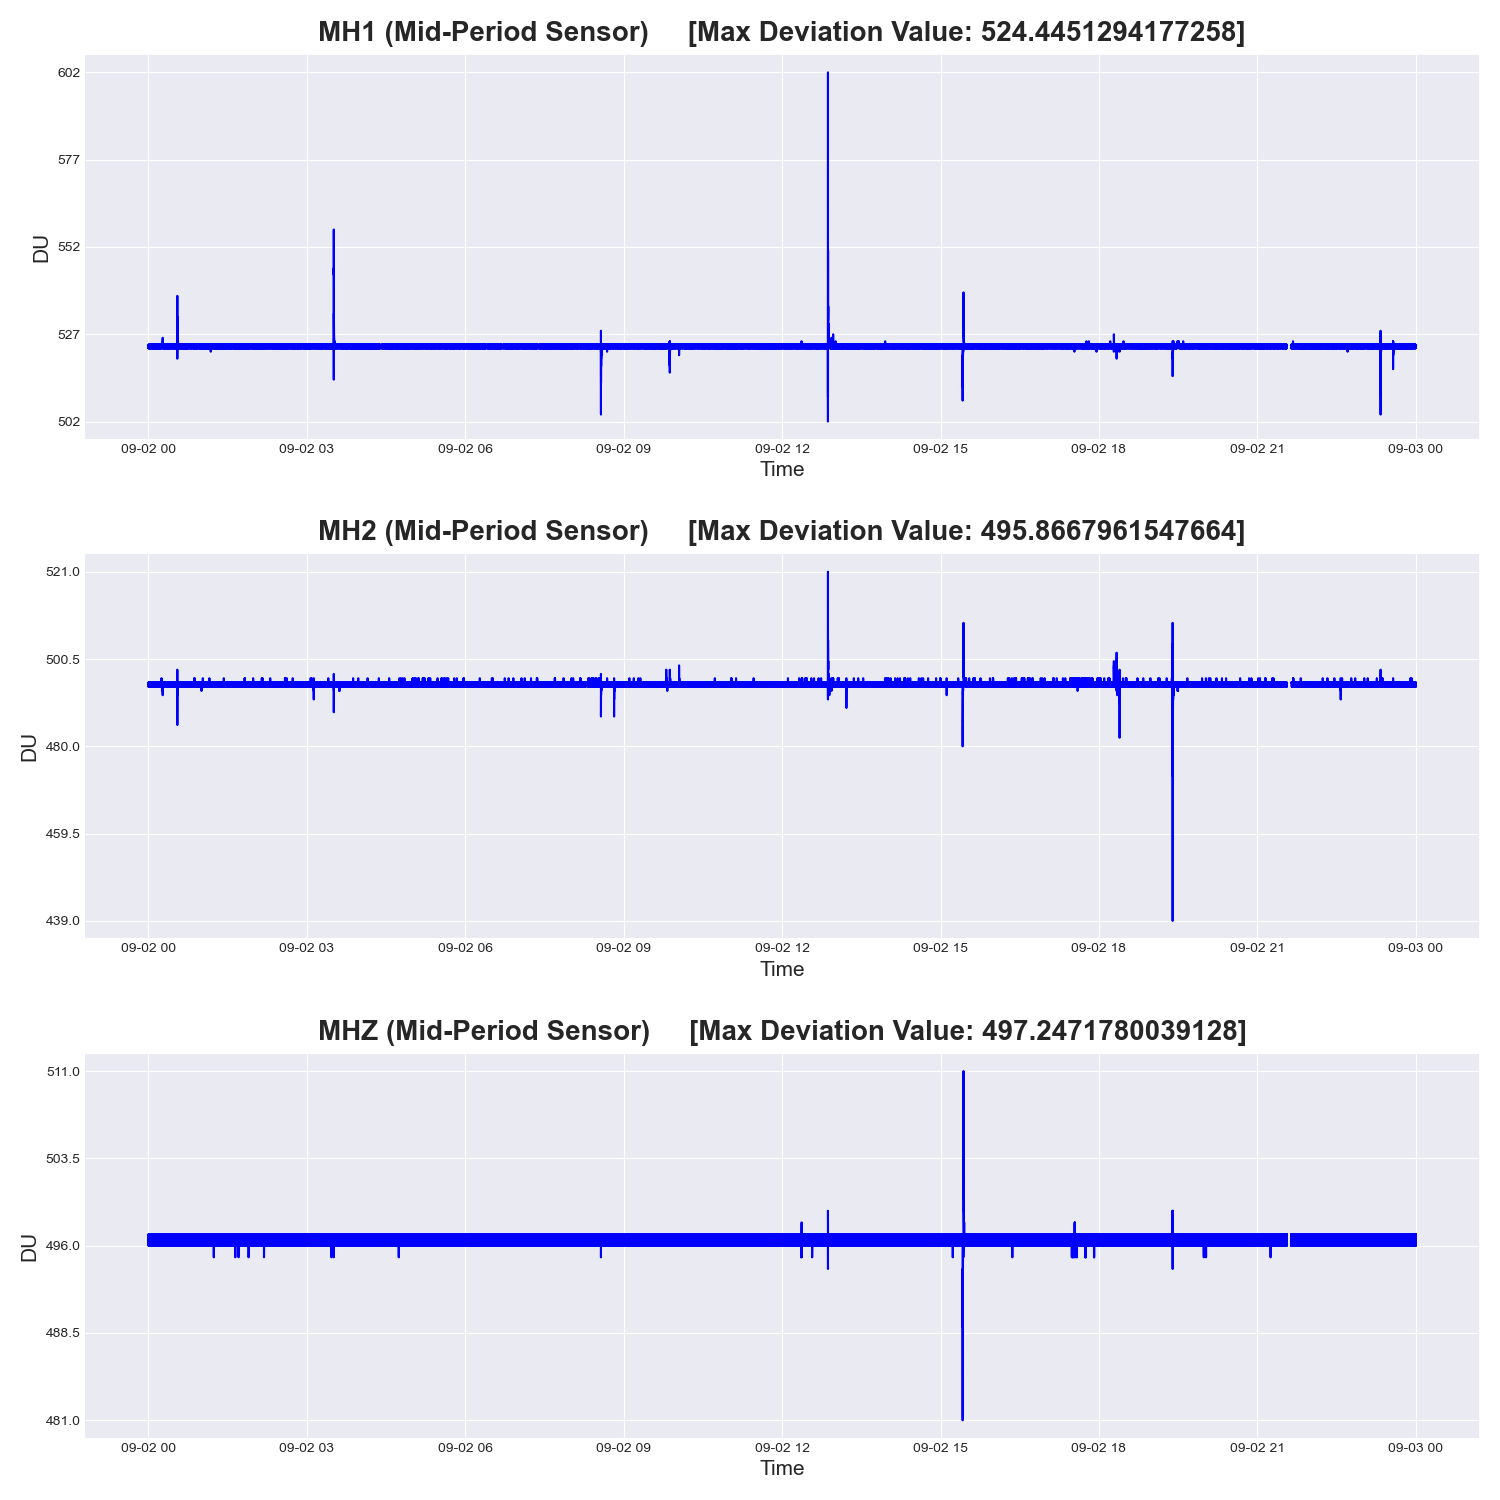 MH1 (Mid-Period Sensor) [Max Deviation Value: 524.4451294177258]
602
577
552
527
502
DU
09-02 00 09-02 03 09-02 06 09-02 09 09-02 12 09-02 15 09-02 18 09-02 21 09-03 00
Time
MH2 (Mid-Period Sensor) [Max Deviation Value: 495.8667961547664]
521.0
500.5
480.0
459.5
439.0
DU
09-02 00 09-02 03 09-02 06 09-02 09 09-02 12 09-02 15 09-02 18 09-02 21 09-03 00
Time
MHZ (Mid-Period Sensor) [Max Deviation Value: 497.2471780039128]
511.0
503.5
496.0
488.5
481.0
DU
09-02 00 09-02 03 09-02 06 09-02 09 09-02 12 09-02 15 09-02 18 09-02 21 09-03 00
Time